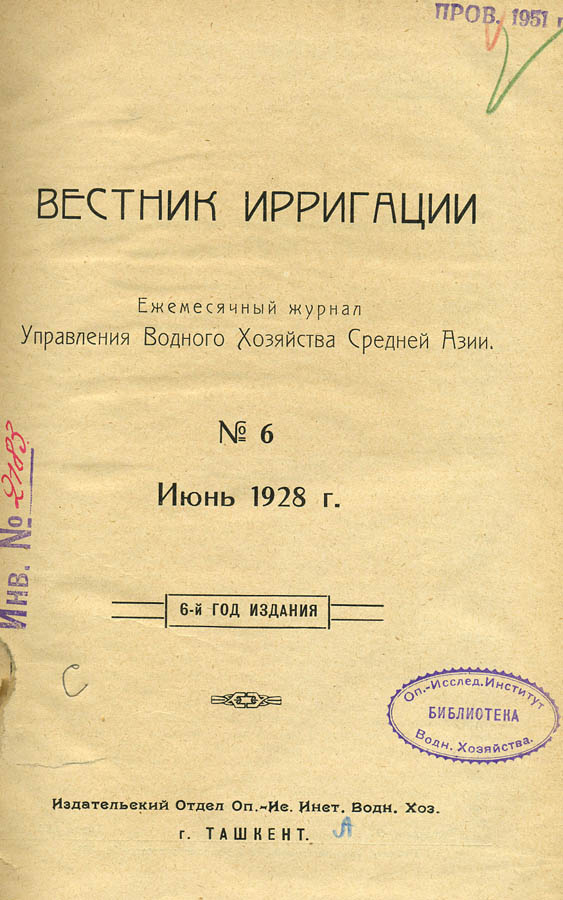 ПРОВ. 1951 г
ВЕСТНИК ИРРИГАЦИИ
Ежемесячный журнал
Управления Водного Хозяйства Средней Азии.
№ 6
Июнь 1928 г.
Инв. № 2185
6-й ГОД ИЗДАНИЯ
С
Оп.-Исслед.Институт
БИБЛИОТЕКА
Водн. Хозяйства.
Издательский Отдел Оп.-Ис. Инст. Водн. Хоз.
г. ТАШКЕНТ.
А